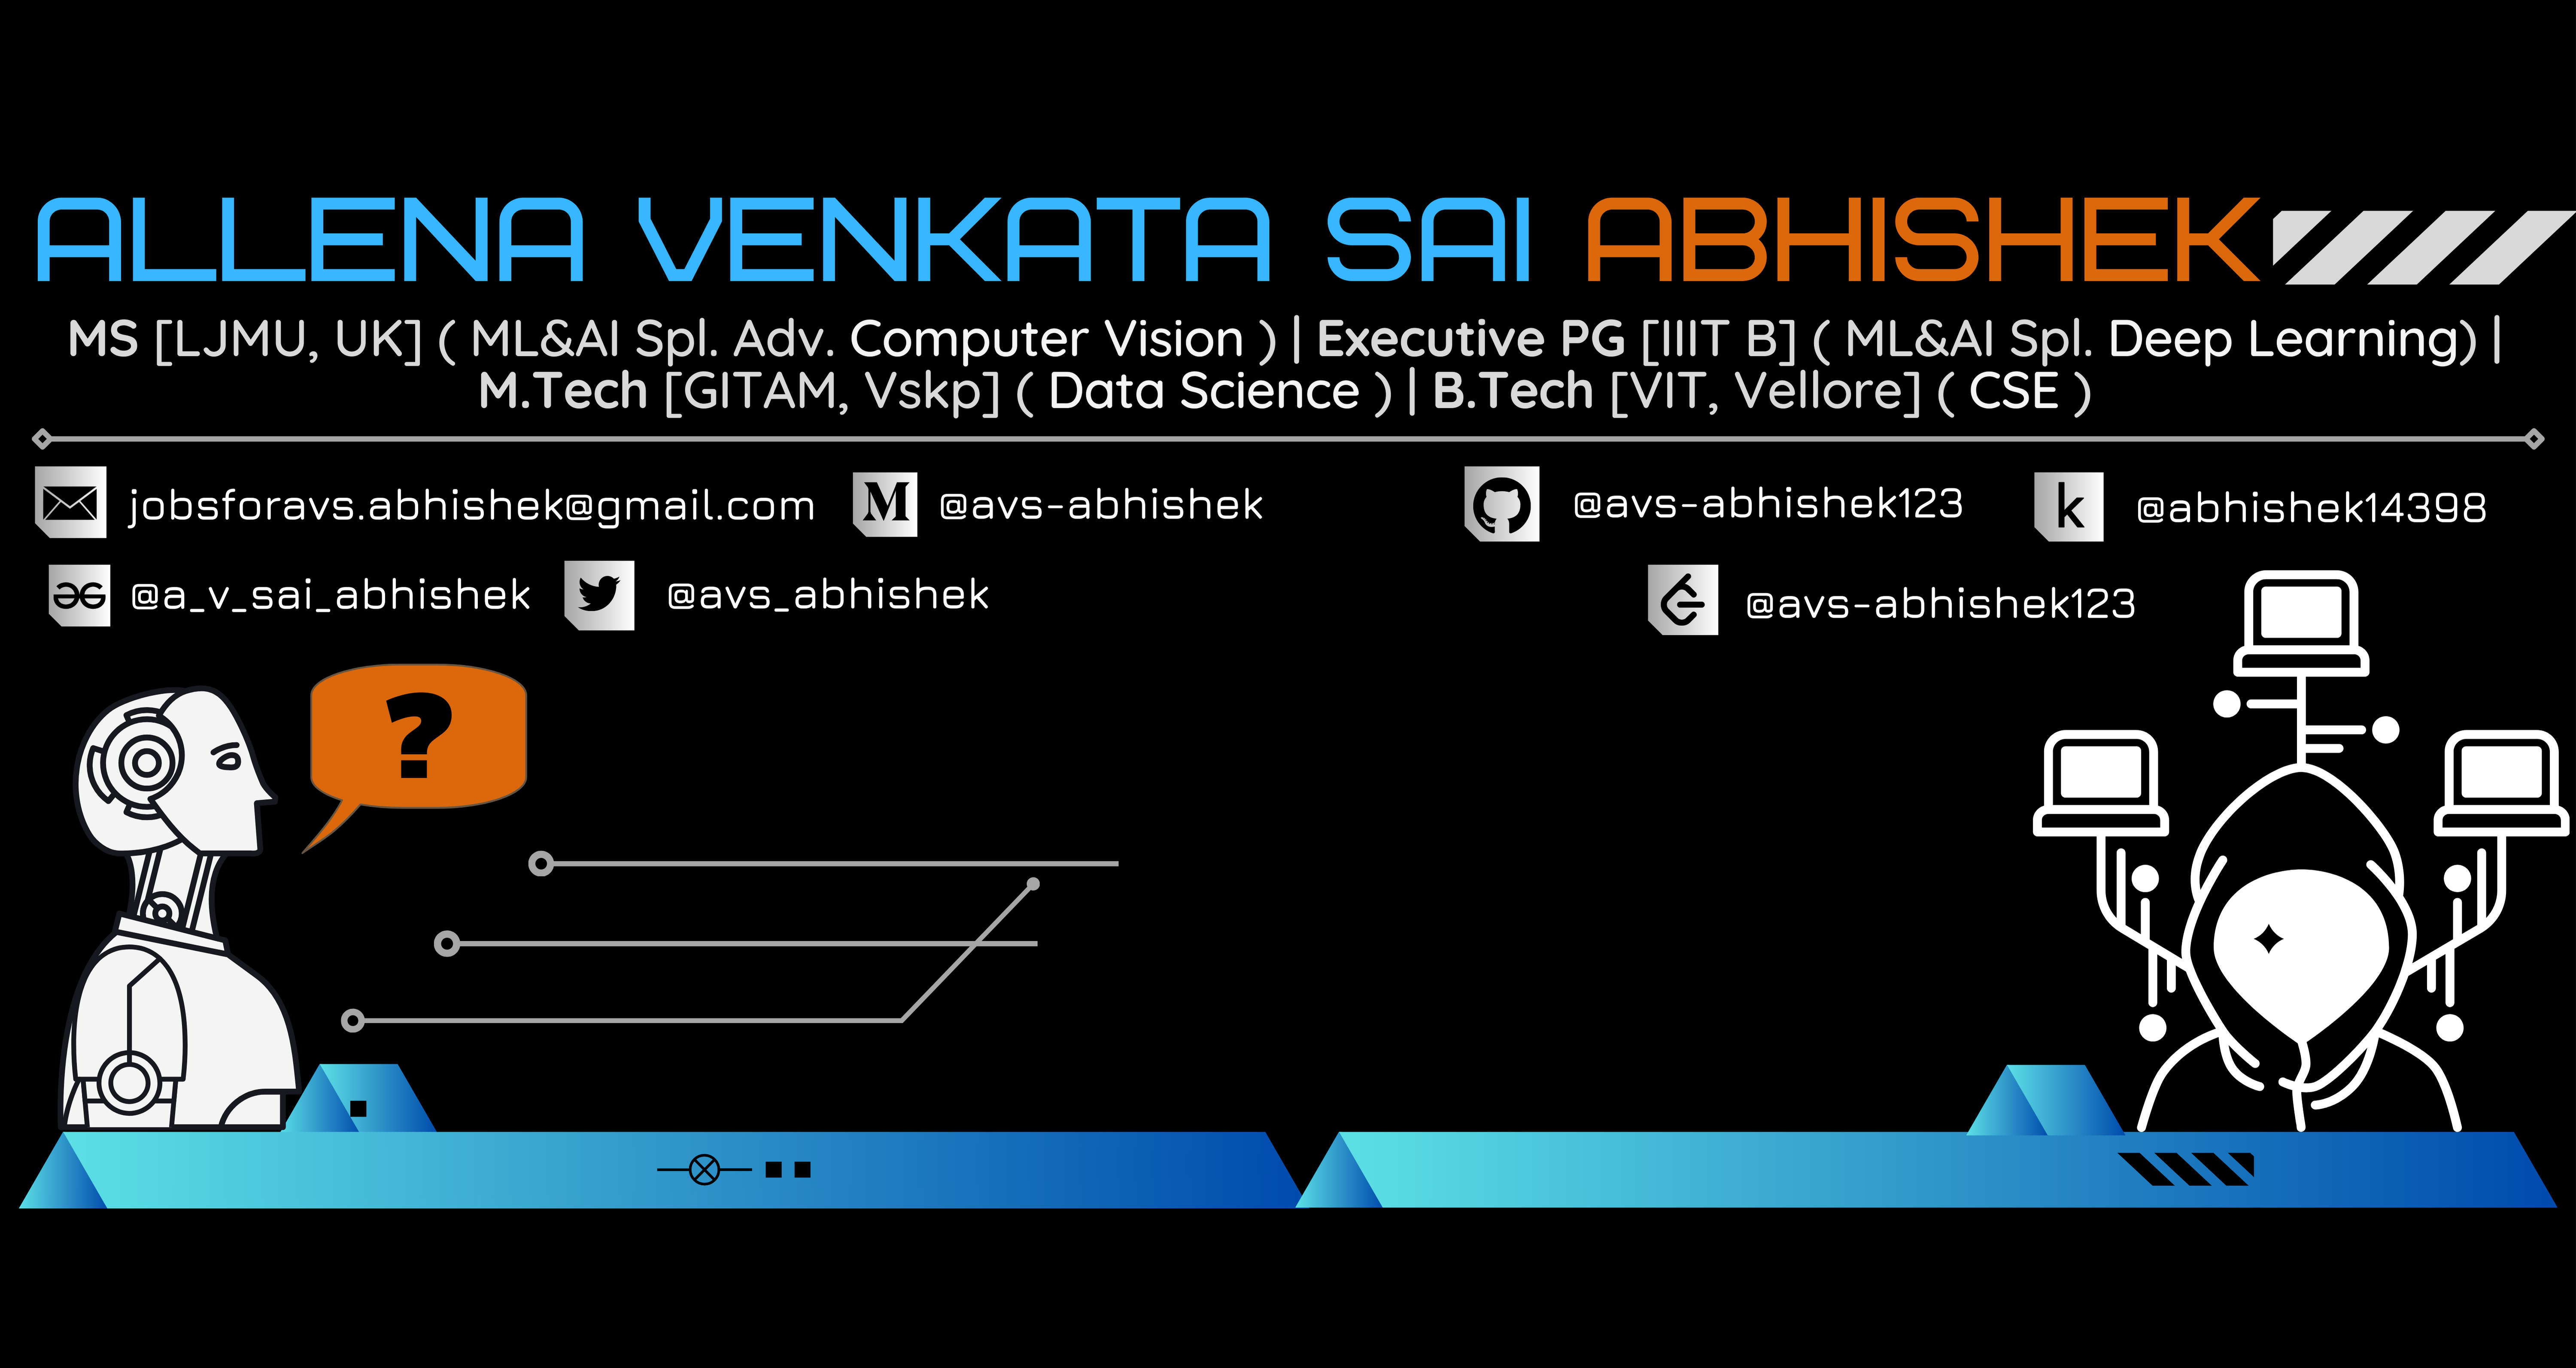 ALLENA VENKATA SAI ABHISHEK
MS [LJMU, UK] ( ML&AI Spl. Adv. Computer Vision ) | Executive PG [IIIT B] ( ML&AI Spl. Deep Learning) |
M.Tech [GITAM, Vskp] ( Data Science ) | B.Tech [VIT, Vellore] ( CSE )
jobsforavs.abhishek@gmail.com M @avs-abhishek @avs-abhishek123 k @abhishek14398
@a_v_sai_abhishek @avs_abhishek @avs-abhishek123
?